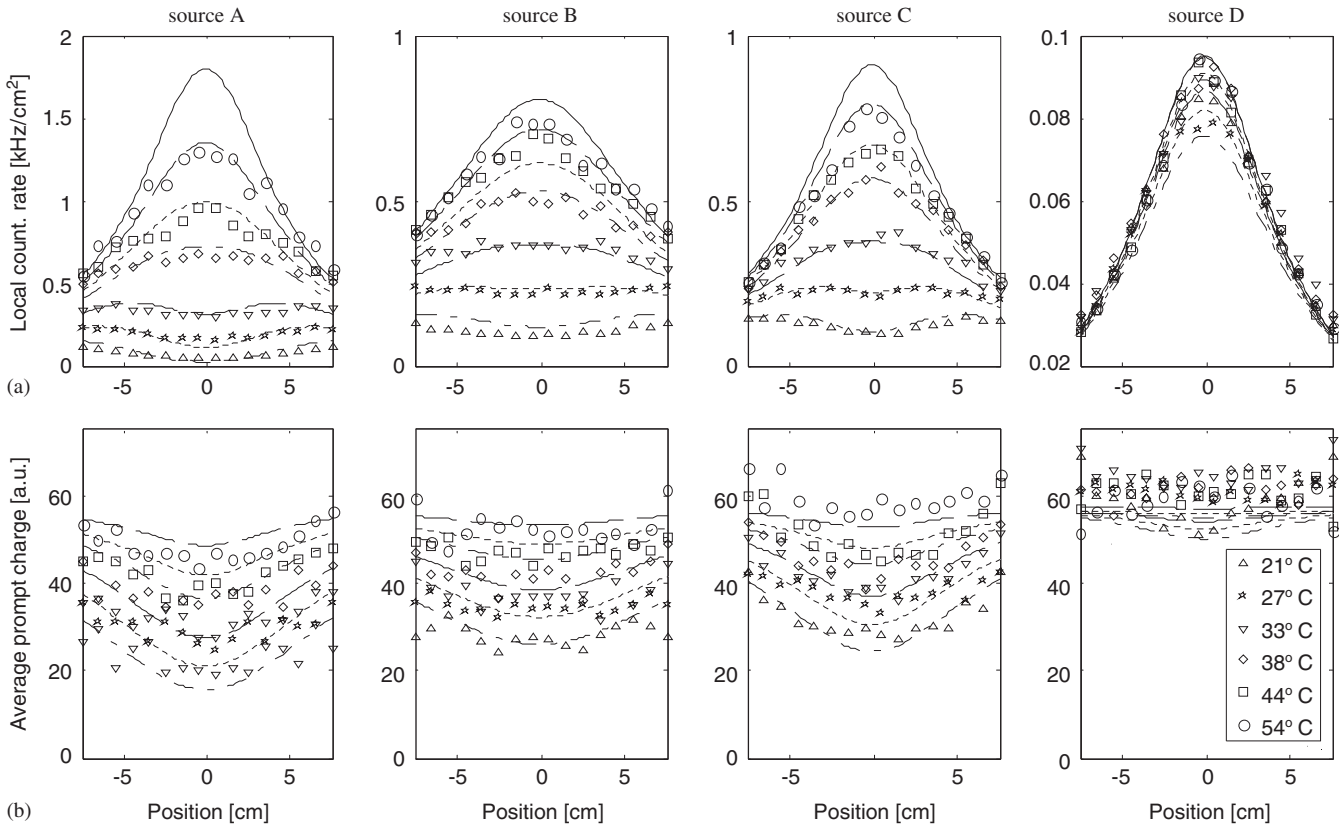 source A source B source C source D
2 1 1 0.1
1.5 0.08
1 0.5 0.5 0.06
0.5 0.04
0 0 0 0.02
-5 0 5 -5 0 5 -5 0 5 -5 0 5
Local count. rate [kHz/cm2]
(a)
60 60 60 60
40 40 40 40
20 20 20 20
0 0 0 0
-5 0 5 -5 0 5 -5 0 5 -5 0 5
Average prompt charge [a.u.]
21° C
27° C
33° C
38° C
44° C
54° C
(b)
Position [cm] Position [cm] Position [cm] Position [cm]